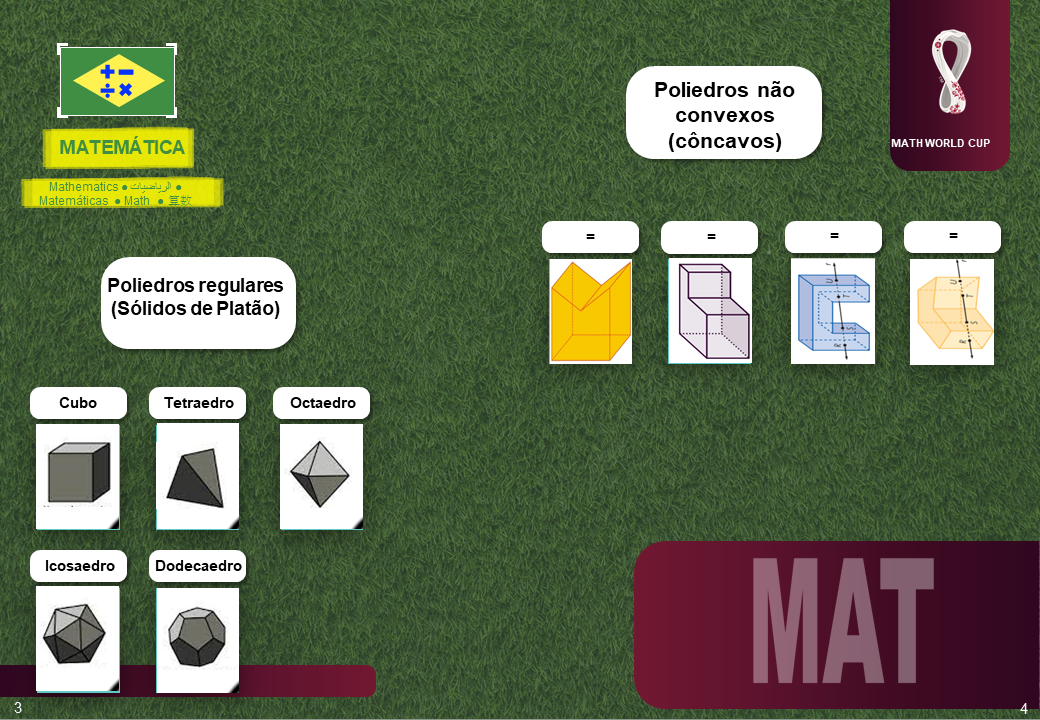 MATEMÁTICA
Mathematics ● الرياضيات ●
Matemáticas ● Math ● 算数
Poliedros regulares
(Sólidos de Platão)
Cubo
Tetraedro
Octaedro
Icosaedro
Dodecaedro
3
Poliedros não
convexos
(côncavos)
MATH WORLD CUP
=
=
=
=
MAT
4